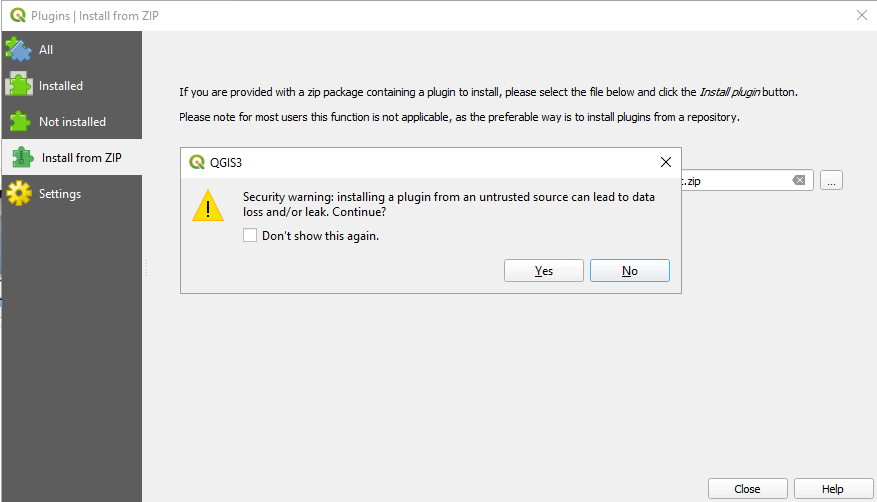 Plugins | Install from ZIP
All
Installed
Not installed
Install from ZIP
Settings
If you are provided with a zip package containing a plugin to install, please select the file below and click the Install plugin button.
Please note for most users this function is not applicable, as the preferable way is to install plugins from a repository.
QGIS3
.zip
...
Security warning: installing a plugin from an untrusted source can lead to data
loss and/or leak. Continue?
Don't show this again.
Yes
No
Close
Help